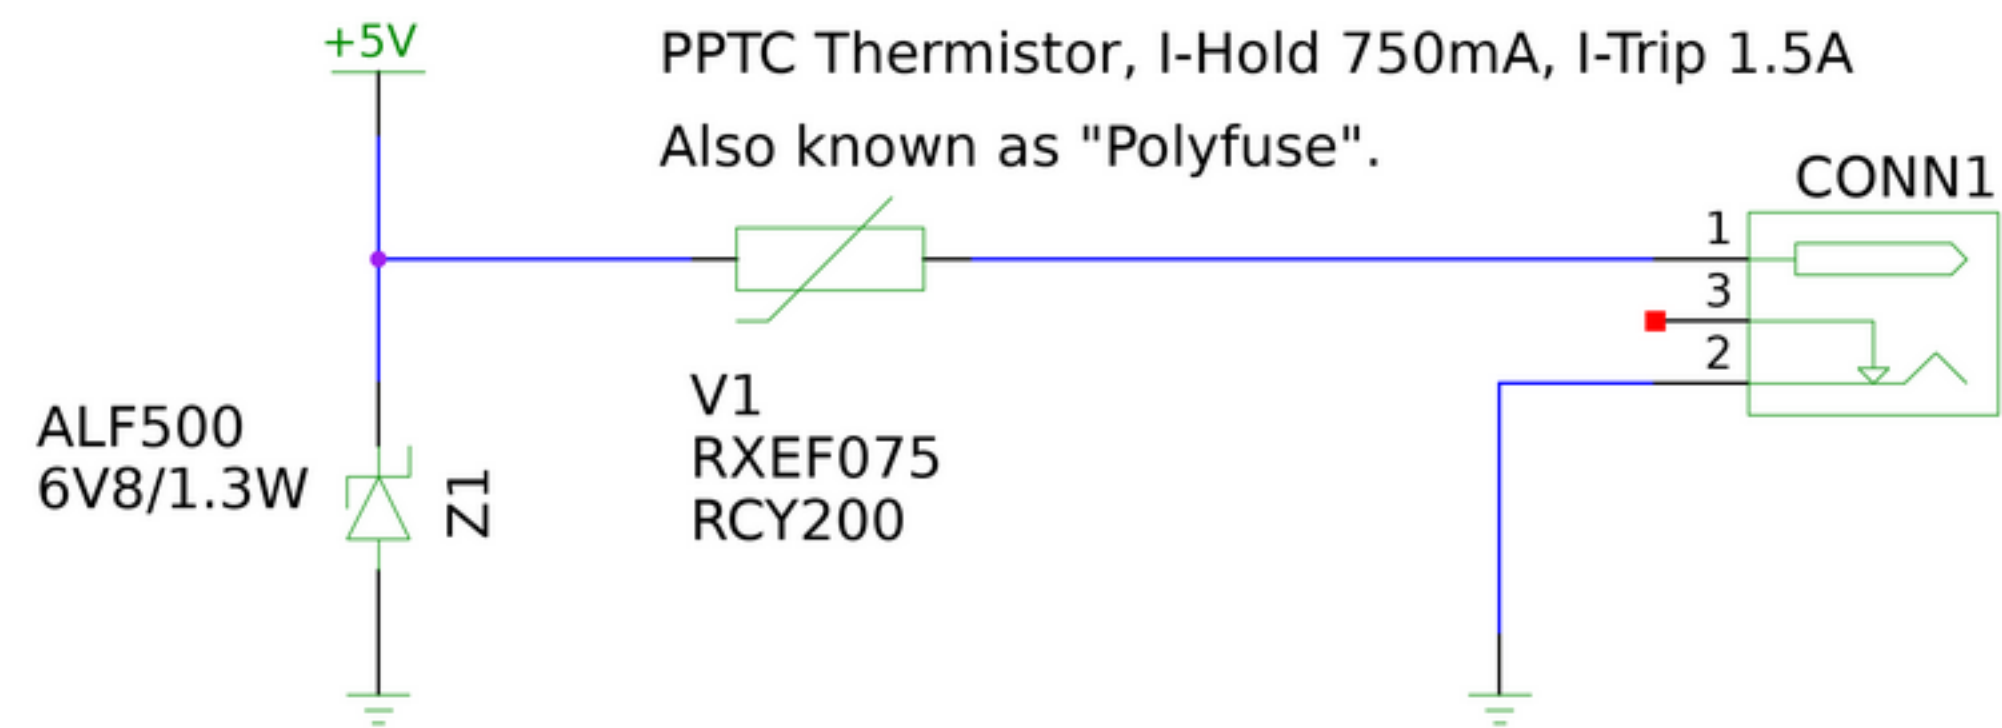 +5V
PPTC Thermistor, I-Hold 750mA, I-Trip 1.5A
Also known as "Polyfuse".
CONN1
1
3
2
V1
RXEF075
RCY200
ALF500
6V8/1.3W
Z1